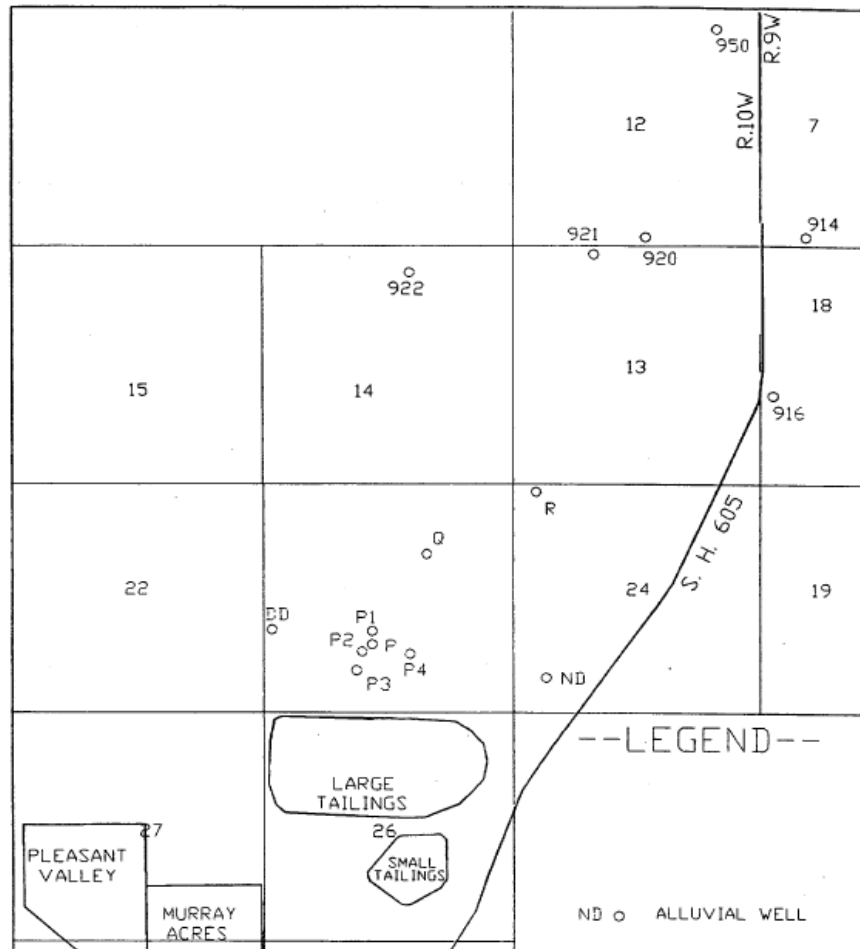 950
R.9W
R.10W
12
7
921
920
914
922
18
15
14
13
916
R
Q
S. H. 605
22
24
19
DD
P1
P2
P
P3
P4
ND
--LEGEND--
LARGE
TAILINGS
27
26
PLEASANT
VALLEY
SMALL
TAILINGS
MURRAY
ACRES
ND ALLUVIAL WELL